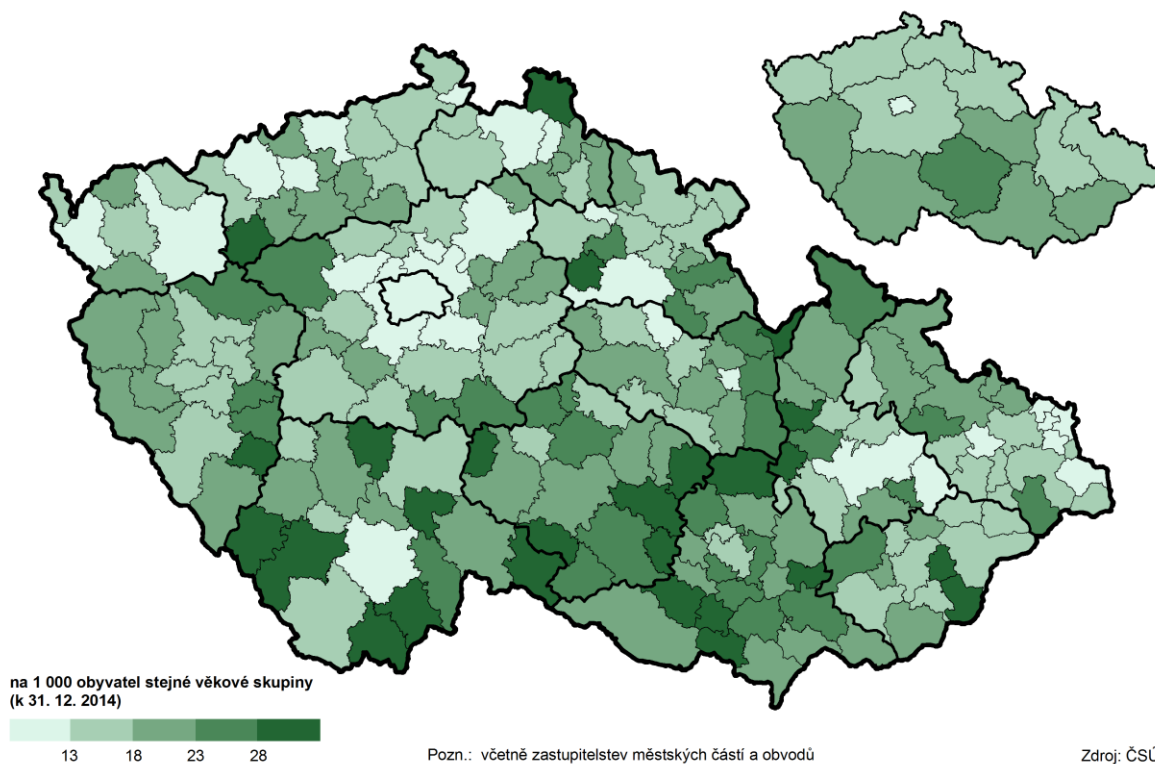 na 1 000 obyvatel stejné věkové skupiny
(k 31. 12. 2014)
13 18 23 28
Pozn.: včetně zastupitelstev městských částí a obvodů
Zdroj: ČSÚ